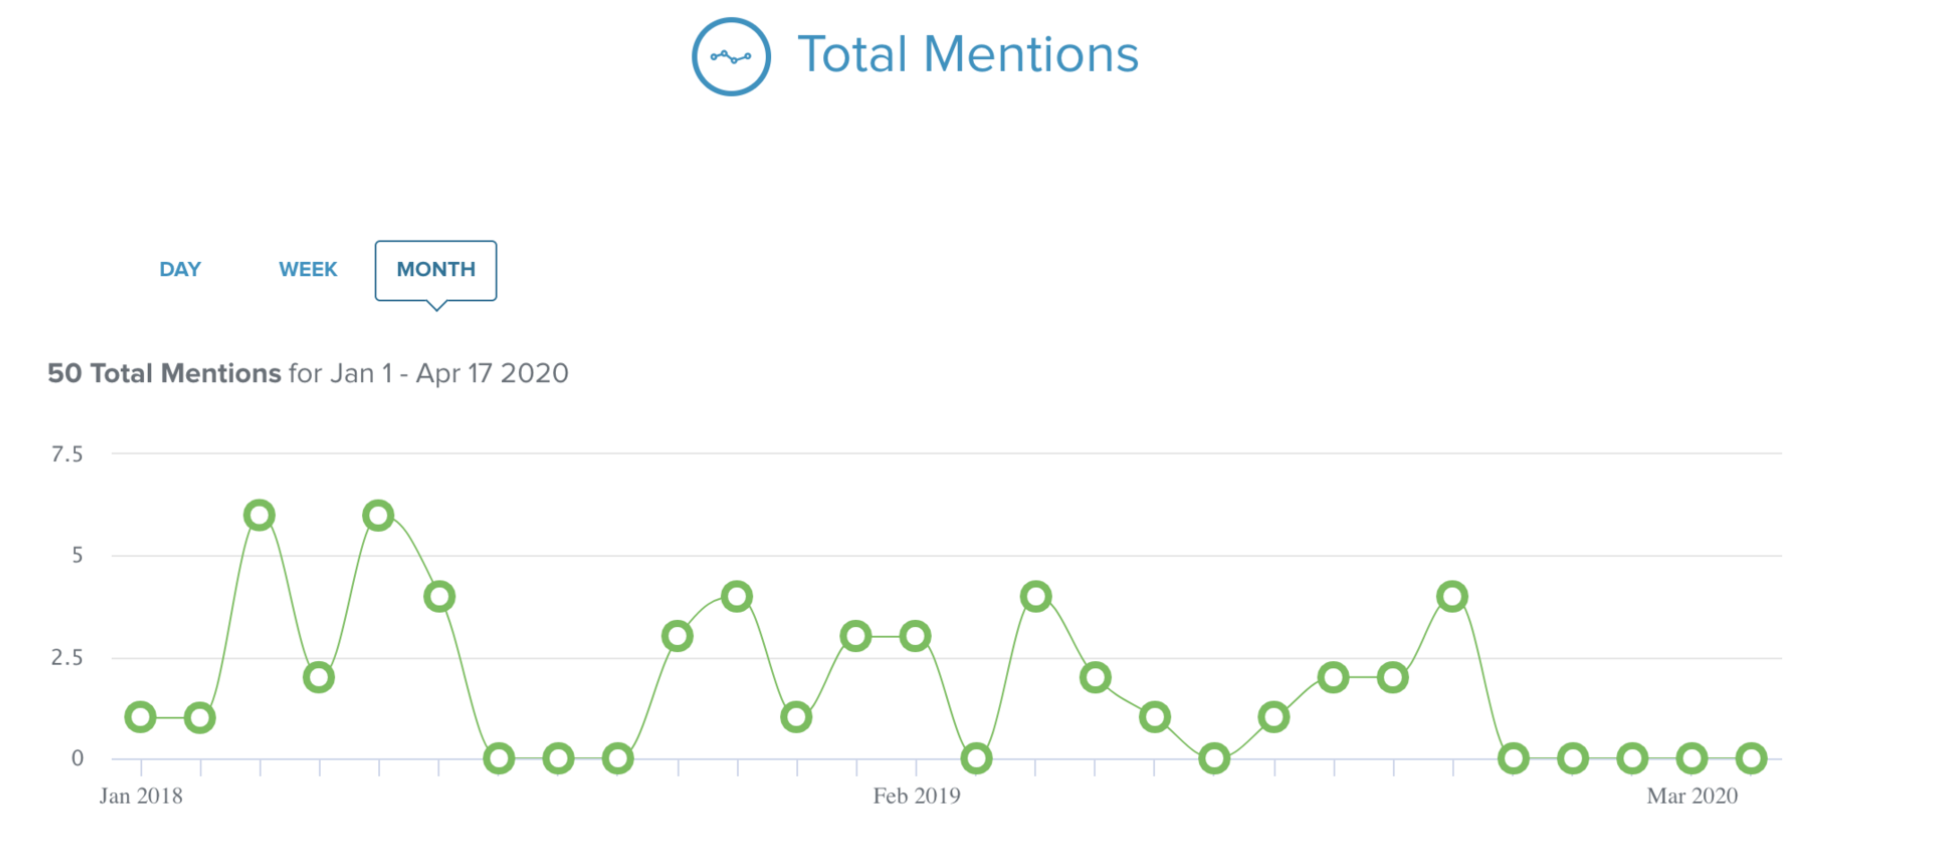 Total Mentions
DAY WEEK MONTH
50 Total Mentions for Jan 1 - Apr 17 2020
7.5
5
2.5
0
Jan 2018 Feb 2019 Mar 2020